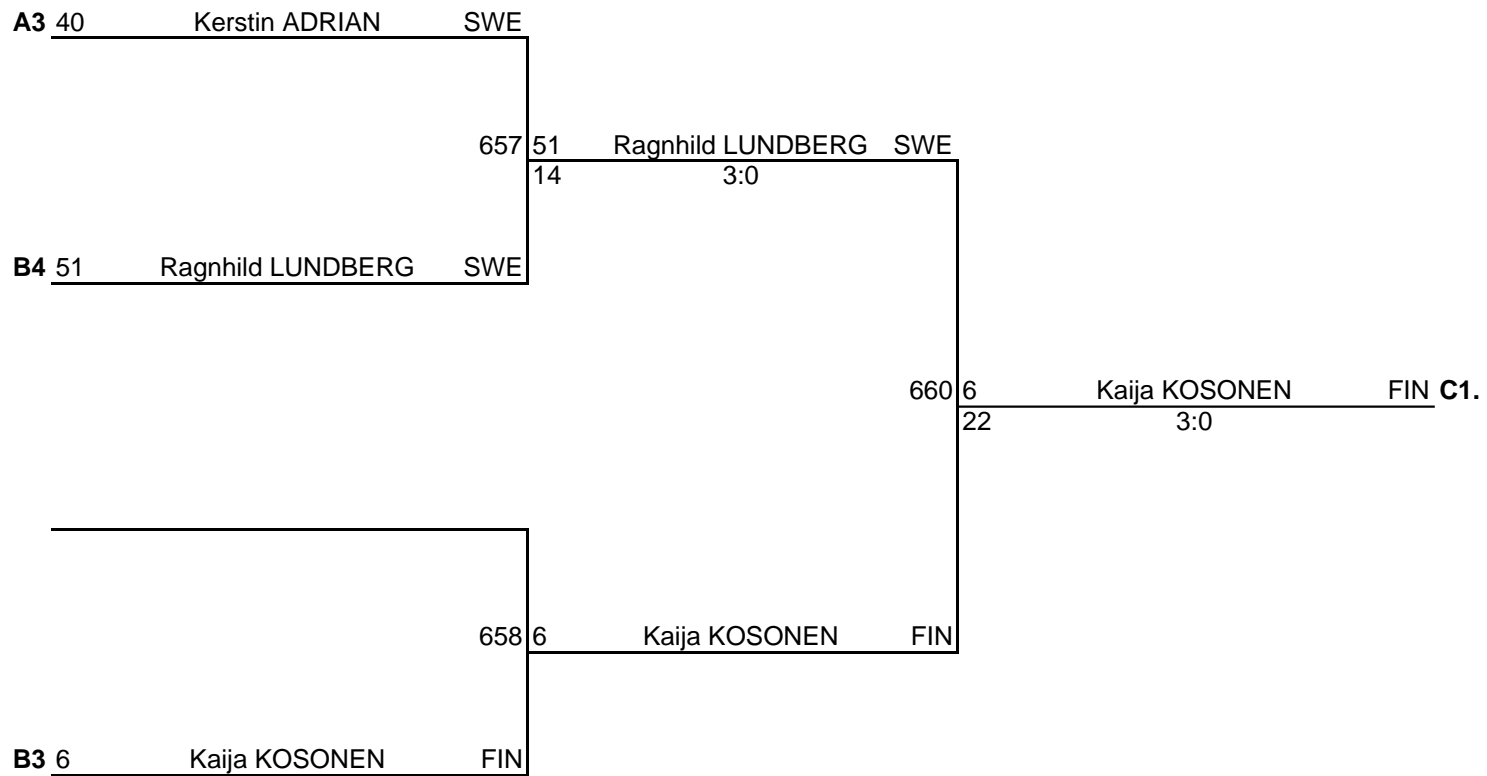 A3 40 Kerstin ADRIAN SWE
657 51 Ragnhild LUNDBERG SWE
14 3:0
B4 51 Ragnhild LUNDBERG SWE
660 6 Kaija KOSONEN FIN C1.
22 3:0
658 6 Kaija KOSONEN FIN
B3 6 Kaija KOSONEN FIN